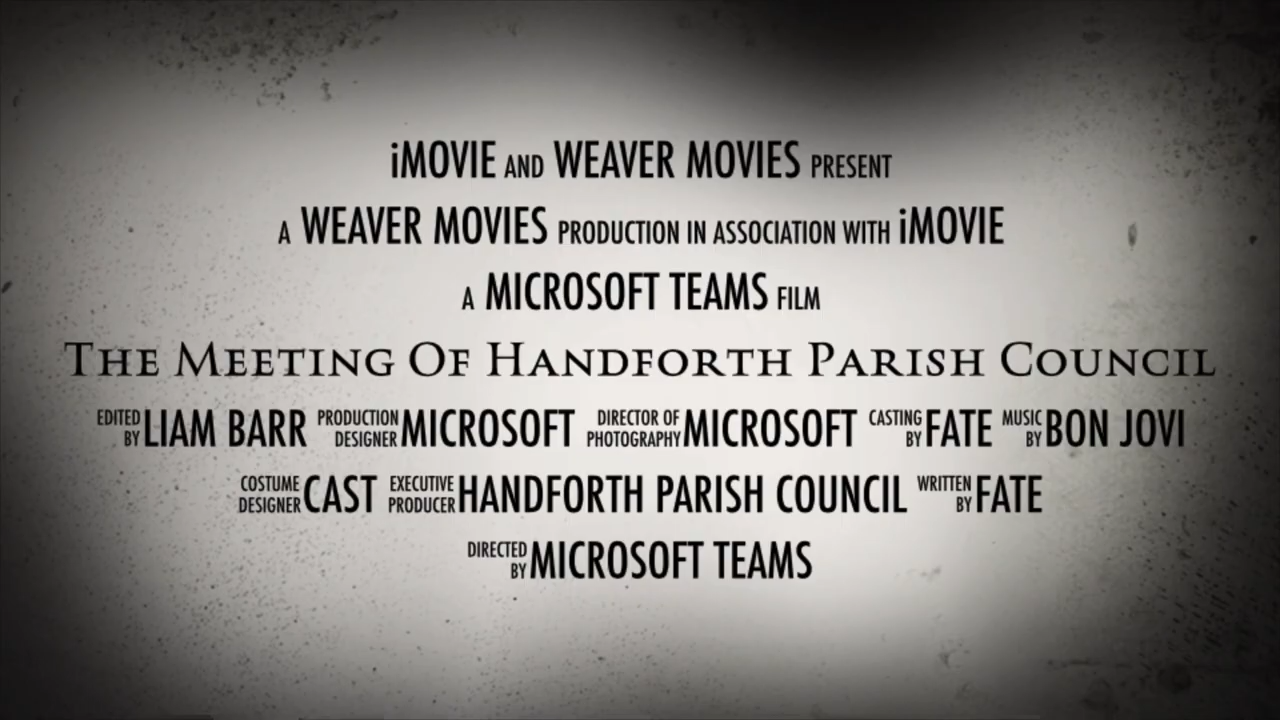 iMOVIE AND WEAVER MOVIES PRESENT
A WEAVER MOVIES PRODUCTION IN ASSOCIATION WITH iMOVIE
A MICROSOFT TEAMS FILM
THE MEETING OF HANDFORTH PARISH COUNCIL
EDITED BY LIAM BARR PRODUCTION DESIGNER MICROSOFT DIRECTOR OF PHOTOGRAPHY MICROSOFT CASTING BY FATE MUSIC BY BON JOVI
COSTUME DESIGNER CAST EXECUTIVE PRODUCER HANDFORTH PARISH COUNCIL WRITTEN BY FATE
DIRECTED BY MICROSOFT TEAMS